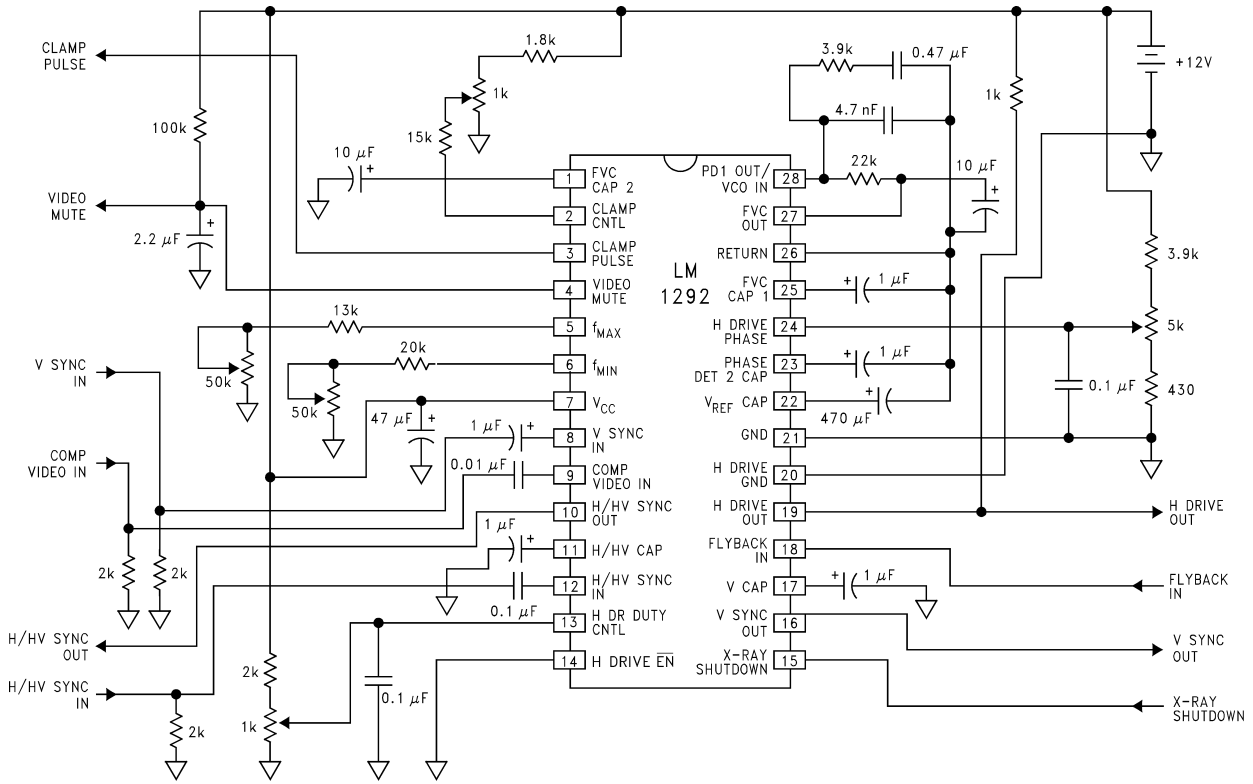 CLAMP
PULSE
1.8k
3.9k
0.47 μF
+12V
1k
1k
4.7 nF
100k
15k
10 μF
22k
10 μF
VIDEO
MUTE
2.2 μF
+
+
+
1
FVC
CAP 2
PD1 OUT/
VCO IN
28
2
CLAMP
CNTL
FVC
OUT
27
3
CLAMP
PULSE
RETURN
26
3.9k
LM
1292
4
VIDEO
MUTE
FVC
CAP 1
25
+
1 μF
13k
5
fMAX
H DRIVE
PHASE
24
5k
V SYNC
IN
50k
20k
6
fMIN
PHASE
DET 2 CAP
23
+
1 μF
0.1 μF
430
50k
47 μF
+
7
VCC
VREF CAP
22
+
470 μF
1 μF
+
8
V SYNC
IN
GND
21
COMP
VIDEO IN
0.01 μF
9
COMP
VIDEO IN
H DRIVE
GND
20
10
H/HV SYNC
OUT
H DRIVE
OUT
19
H DRIVE
OUT
1 μF
+
11
H/HV CAP
FLYBACK
IN
18
2k
2k
12
H/HV SYNC
IN
V CAP
17
+
1 μF
FLYBACK
IN
0.1 μF
13
H DR DUTY
CNTL
V SYNC
OUT
16
H/HV SYNC
OUT
V SYNC
OUT
14
H DRIVE EN
X-RAY
SHUTDOWN
15
H/HV SYNC
IN
2k
0.1 μF
X-RAY
SHUTDOWN
2k
1k